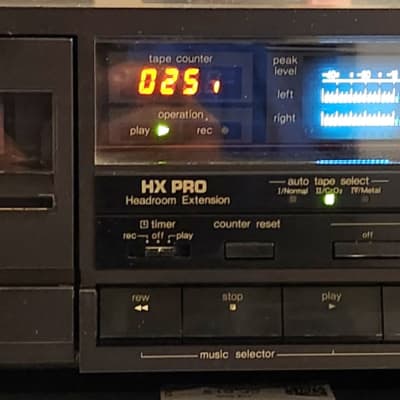 tape counter
0251
operation
play rec
peak
level
left
right
HX PRO
Headroom Extension
auto tape select
I/Normal II/CrO₂ IV/Metal
timer
rec off play
counter reset
off
rew
stop
play
music selector